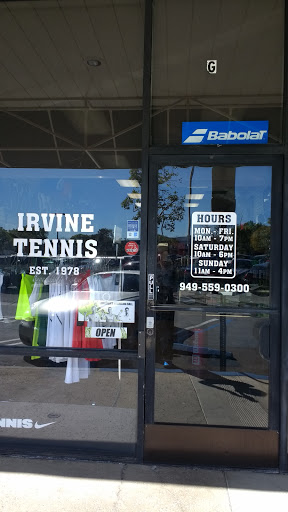 G
Babolat
IRVINE
TENNIS
EST. 1978
HOURS
MON. - FRI.
10AM - 7PM
SATURDAY
10AM - 6PM
SUNDAY
11AM - 4PM
949-559-0300
OPEN
NNIS